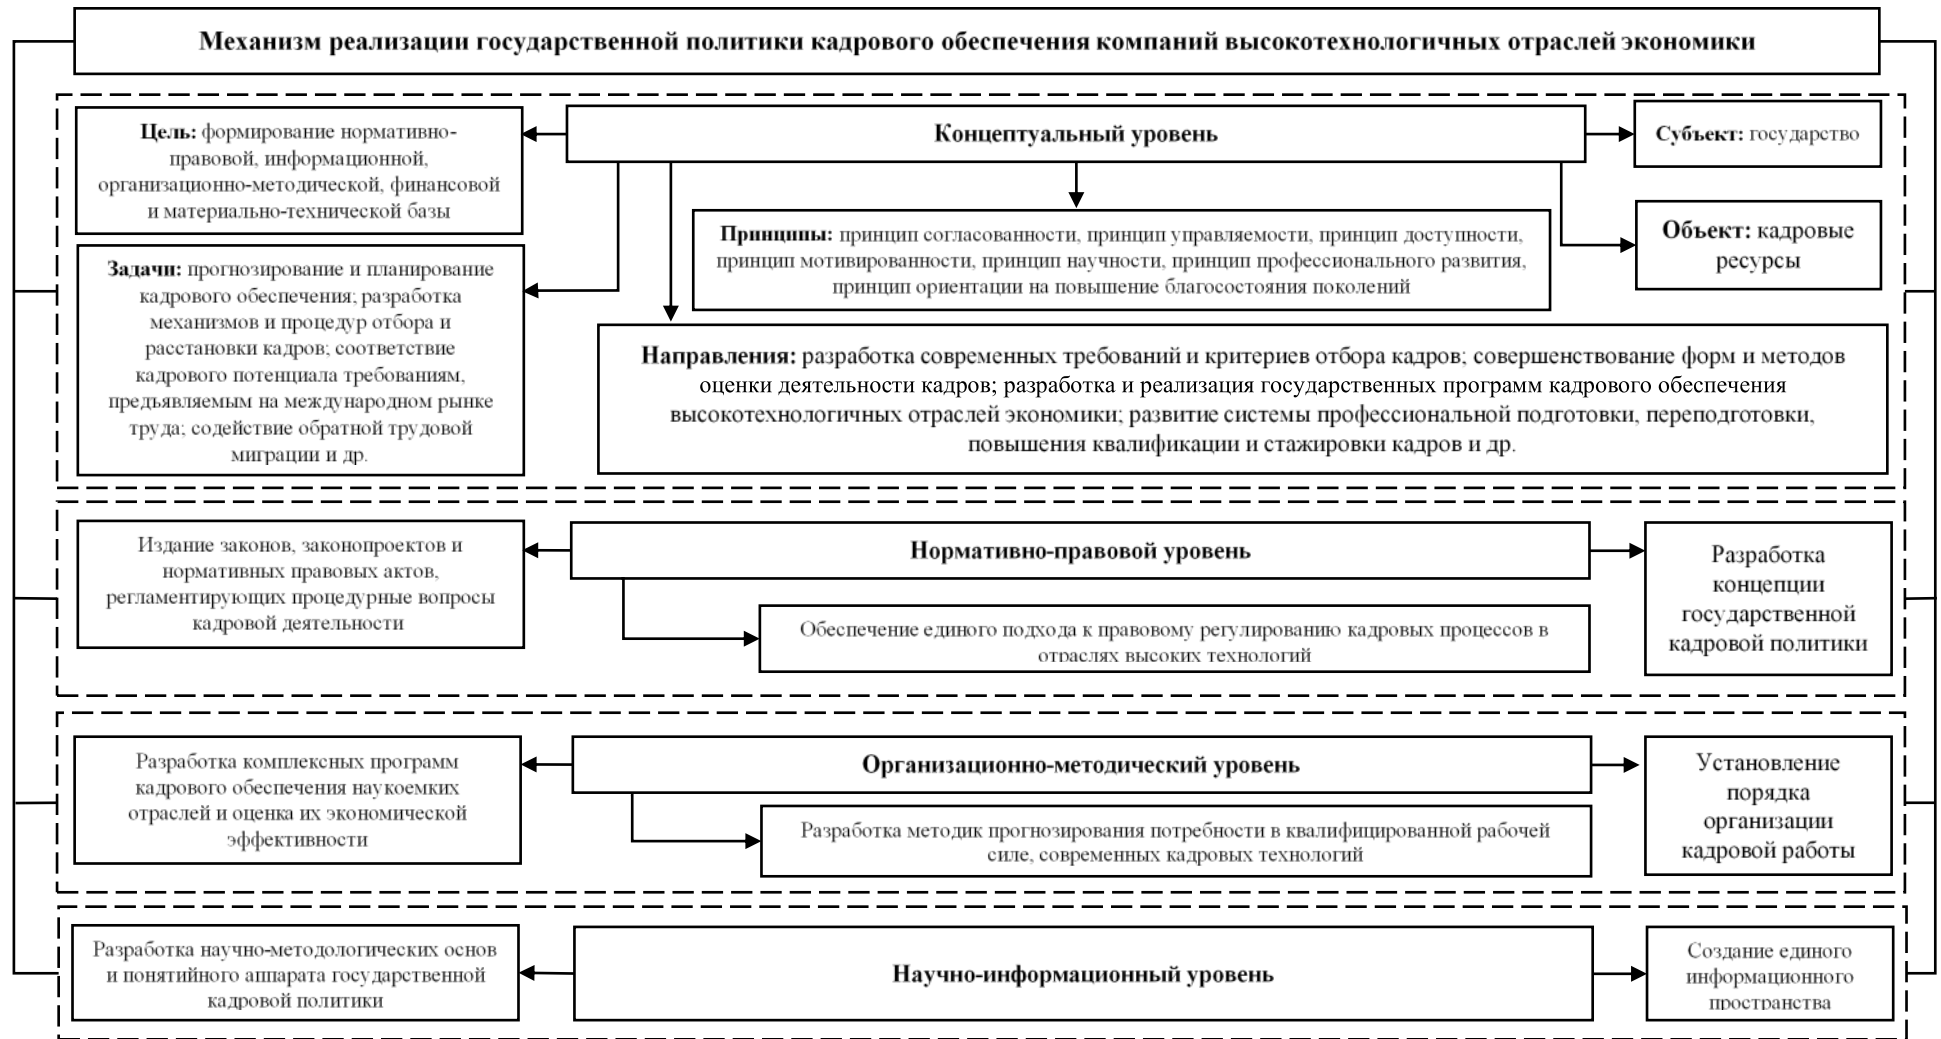 Механизм реализации государственной политики кадрового обеспечения компаний высокотехнологичных отраслей экономики
Цель: формирование нормативно-
правовой, информационной,
организационно-методической, финансовой
и материально-технической базы
Концептуальный уровень
Субъект: государство
Объект: кадровые
ресурсы
Принципы: принцип согласованности, принцип управляемости, принцип доступности,
принцип мотивированности, принцип научности, принцип профессионального развития,
принцип ориентации на повышение благосостояния поколений
Задачи: прогнозирование и планирование
кадрового обеспечения; разработка
механизмов и процедур отбора и
расстановки кадров; соответствие
кадрового потенциала требованиям,
предъявляемым на международном рынке
труда; содействие обратной трудовой
миграции и др.
Направления: разработка современных требований и критериев отбора кадров; совершенствование форм и методов
оценки деятельности кадров; разработка и реализация государственных программ кадрового обеспечения
высокотехнологичных отраслей экономики; развитие системы профессиональной подготовки, переподготовки,
повышения квалификации и стажировки кадров и др.
Издание законов, законопроектов и
нормативных правовых актов,
регламентирующих процедурные вопросы
кадровой деятельности
Нормативно-правовой уровень
Обеспечение единого подхода к правовому регулированию кадровых процессов в
отраслях высоких технологий
Разработка
концепции
государственной
кадровой политики
Разработка комплексных программ
кадрового обеспечения наукоемких
отраслей и оценка их экономической
эффективности
Организационно-методический уровень
Разработка методик прогнозирования потребности в квалифицированной рабочей
силе, современных кадровых технологий
Установление
порядка
организации
кадровой работы
Разработка научно-методологических основ
и понятийного аппарата государственной
кадровой политики
Научно-информационный уровень
Создание единого
информационного
пространства